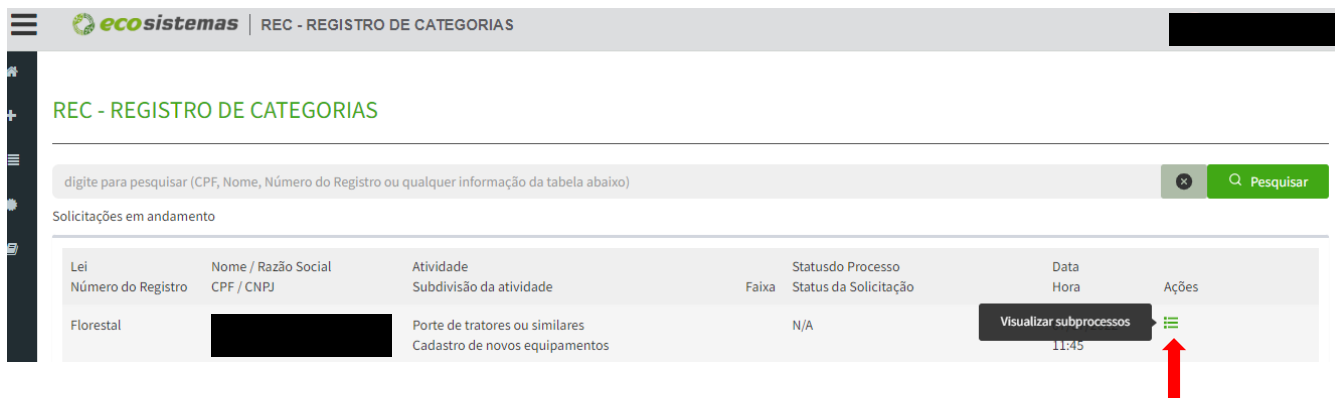 ecosistemas | REC - REGISTRO DE CATEGORIAS
REC - REGISTRO DE CATEGORIAS
digite para pesquisar (CPF, Nome, Número do Registro ou qualquer informação da tabela abaixo)
Pesquisar
Solicitações em andamento
Lei Nome / Razão Social Atividade Statusdo Processo Data
Número do Registro CPF / CNPJ Subdivisão da atividade Faixa Status da Solicitação Hora Ações
Florestal Porte de tratores ou similares N/A Visualizar subprocessos
Cadastro de novos equipamentos 11:45